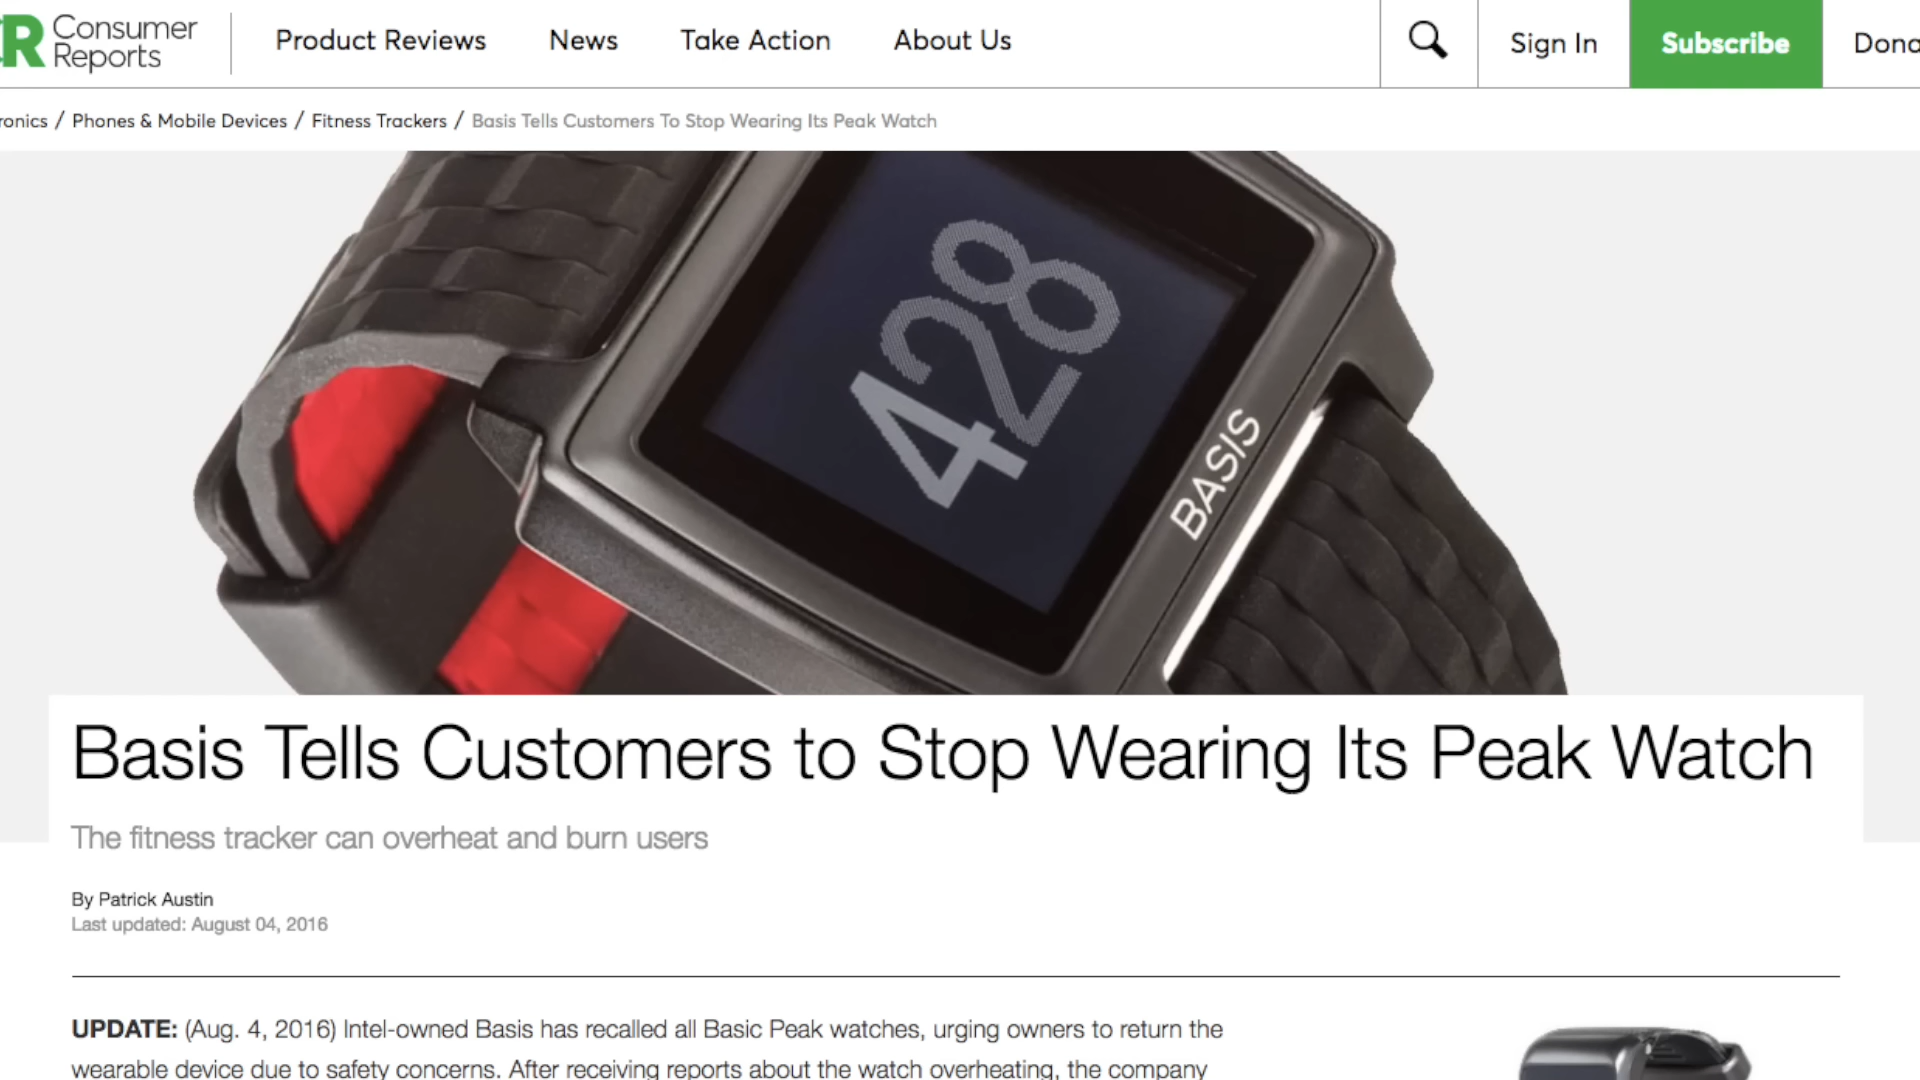 Consumer
Reports
Product Reviews
News
Take Action
About Us
Sign In
Subscribe
Phones & Mobile Devices / Fitness Trackers / Basis Tells Customers To Stop Wearing Its Peak Watch
428
BASIS
Basis Tells Customers to Stop Wearing Its Peak Watch
The fitness tracker can overheat and burn users
By Patrick Austin
Last updated: August 04, 2016
UPDATE: (Aug. 4, 2016) Intel-owned Basis has recalled all Basic Peak watches, urging owners to return the
wearable device due to safety concerns. After receiving reports about the watch overheating, the company